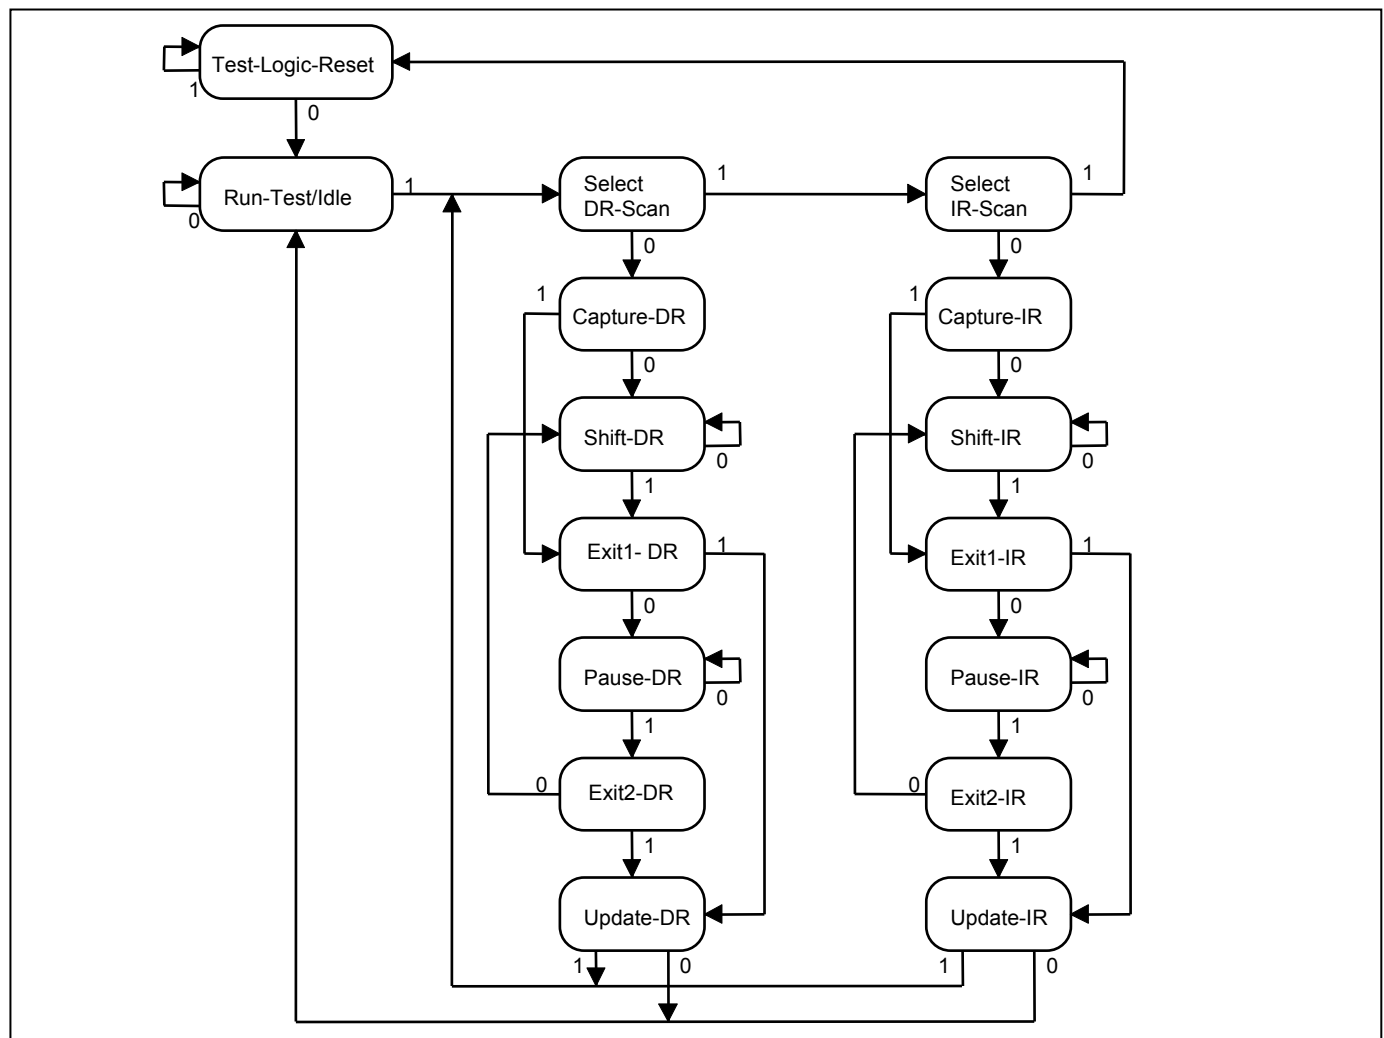 Test-Logic-Reset
1
0
Run-Test/Idle
0
1
Select
DR-Scan
1
Select
IR-Scan
1
0
0
1
Capture-DR
1
Capture-IR
0
0
Shift-DR
0
Shift-IR
0
1
1
Exit1- DR
1
Exit1-IR
1
0
0
Pause-DR
0
Pause-IR
0
1
1
0
Exit2-DR
0
Exit2-IR
1
1
Update-DR
Update-IR
1
0
1
0